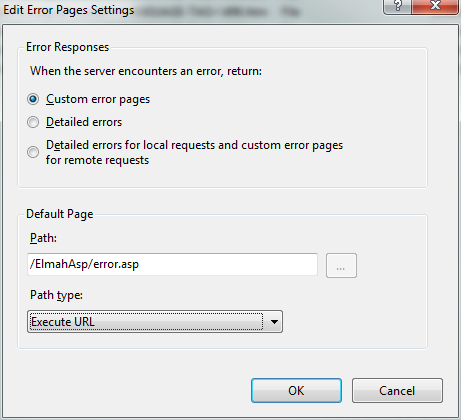 Edit Error Pages Settings
?
Error Responses
When the server encounters an error, return:
Custom error pages
Detailed errors
Detailed errors for local requests and custom error pages
for remote requests
Default Page
Path:
/ElmahAsp/error.asp
...
Path type:
Execute URL
OK
Cancel